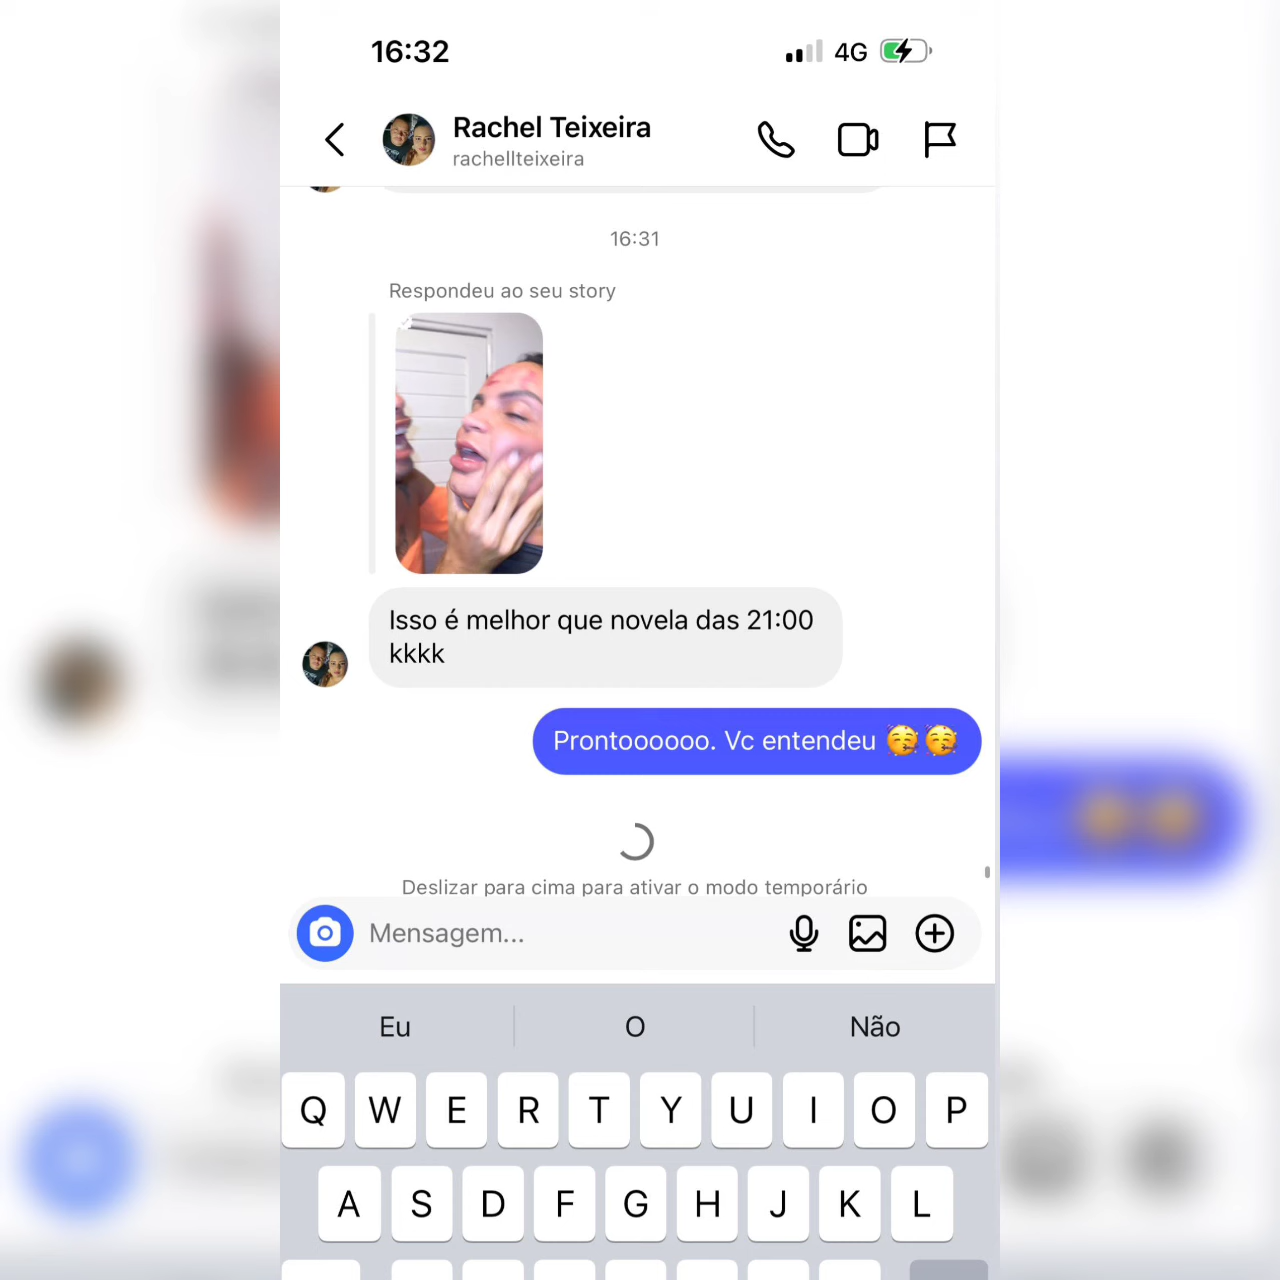 16:32
4G
Rachel Teixeira
rachellteixeira
16:31
Respondeu ao seu story
Isso é melhor que novela das 21:00
kkkk
Prontoooooo. Vc entendeu 🥳🥳
Deslizar para cima para ativar o modo temporário
Mensagem...
Eu O Não
Q W E R T Y U I O P
A S D F G H J K L